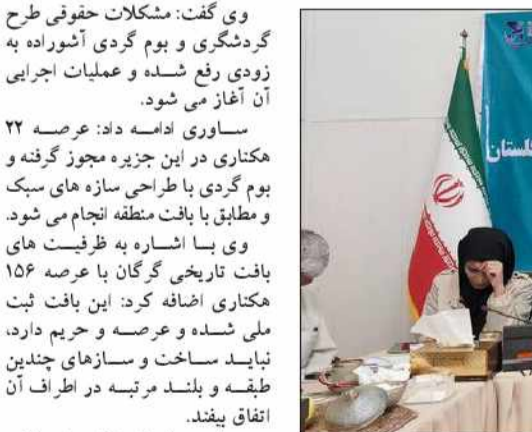 وی گفت: مشکلات حقوقی طرح
گردشگری و بوم گردی آشوراده به
زودی رفع شده و عملیات اجرایی
آن آغاز می شود.
ساوری ادامه داد: عرصه ۲۲
هکتاری در این جزیره مجوز گرفته و
بوم گردی با طراحی سازه های سبک
و مطابق با بافت منطقه انجام می شود.
وی با اشاره به ظرفیت های
بافت تاریخی گرگان با عرصه ۱۵۶
هکتاری اضافه کرد: این بافت ثبت
ملی شده و عرصه و حریم دارد،
نباید ساخت و سازهای چندین
طبقه و بلند مرتبه در اطراف آن
اتفاق بیفند.
گلستان